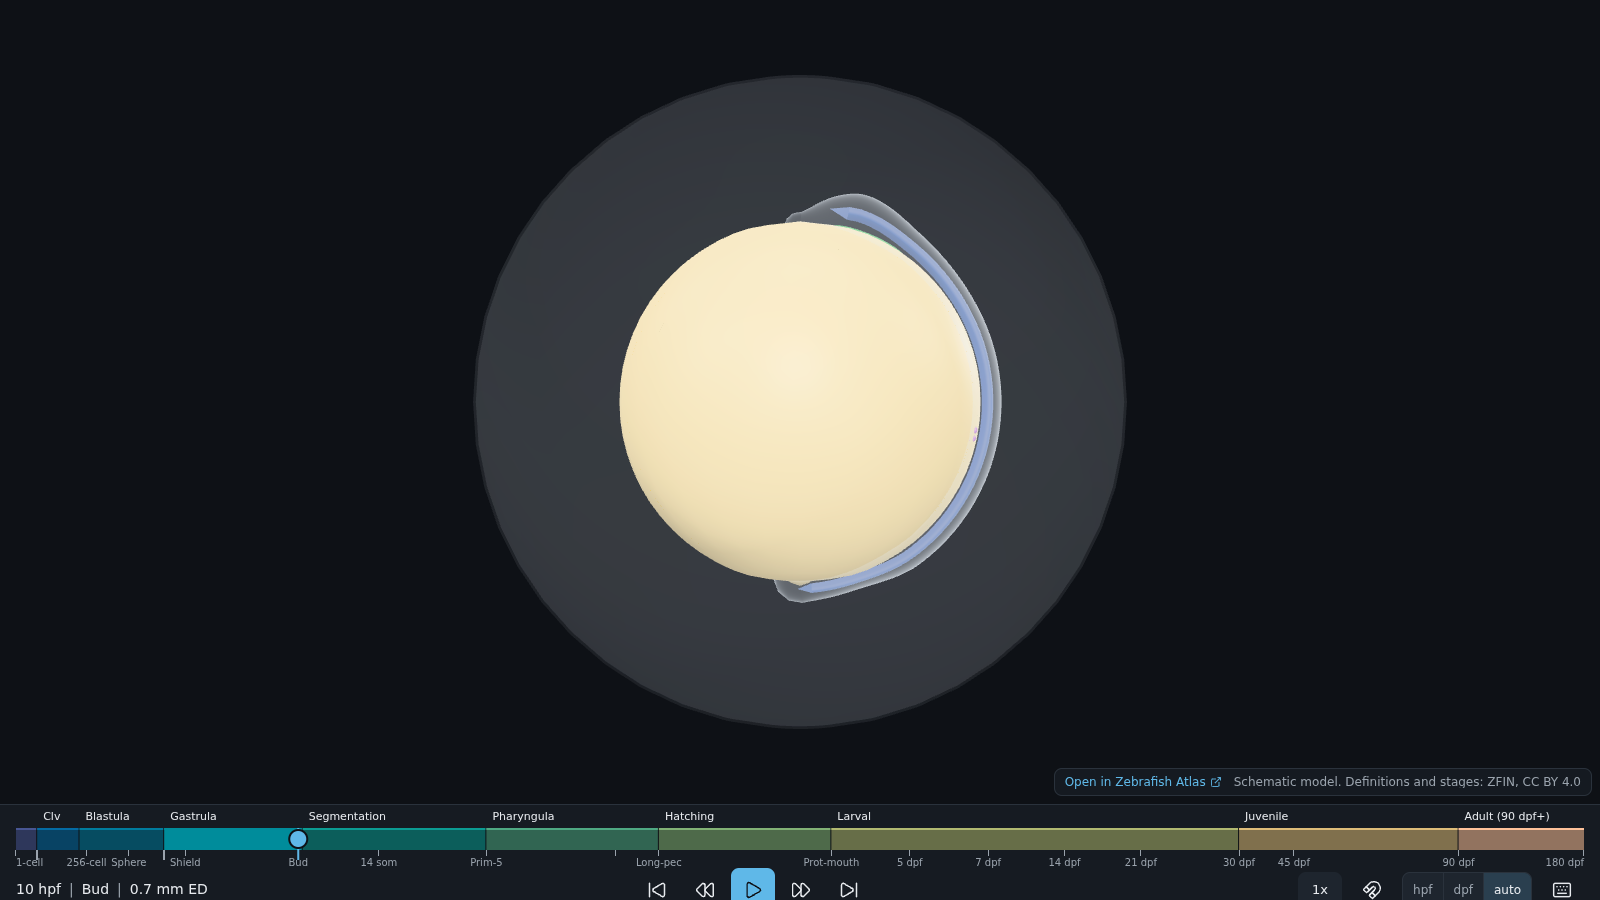 Open in Zebrafish Atlas Schematic model. Definitions and stages: ZFIN, CC BY 4.0
Clv Blastula Gastrula Segmentation Pharyngula Hatching Larval Juvenile Adult (90 dpf+)
1-cell 256-cell Sphere Shield Bud 14 som Prim-5 Long-pec Prot-mouth 5 dpf 7 dpf 14 dpf 21 dpf 30 dpf 45 dpf 90 dpf 180 dpf
10 hpf | Bud | 0.7 mm ED 1x hpf dpf auto